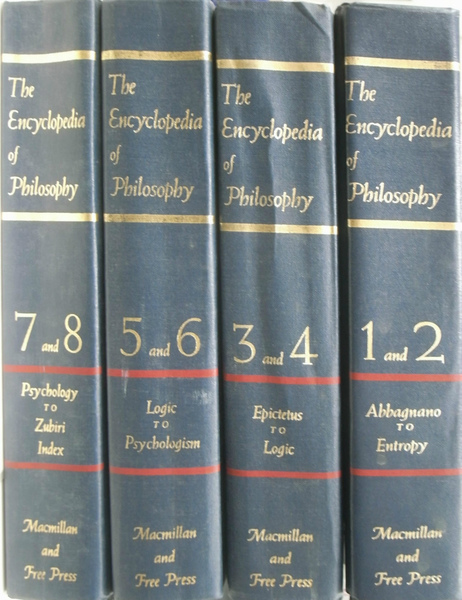 The
Encyclopedia
of
Philosophy
7 and 8
Psychology
TO
Zubiri
Index
Macmillan
and
Free Press
The
Encyclopedia
of
Philosophy
5 and 6
Logic
TO
Psychologism
Macmillan
and
Free Press
The
Encyclopedia
of
Philosophy
3 and 4
Epictetus
TO
Logic
Macmillan
and
Free Press
The
Encyclopedia
of
Philosophy
1 and 2
Abbagnano
TO
Entropy
Macmillan
and
Free Press